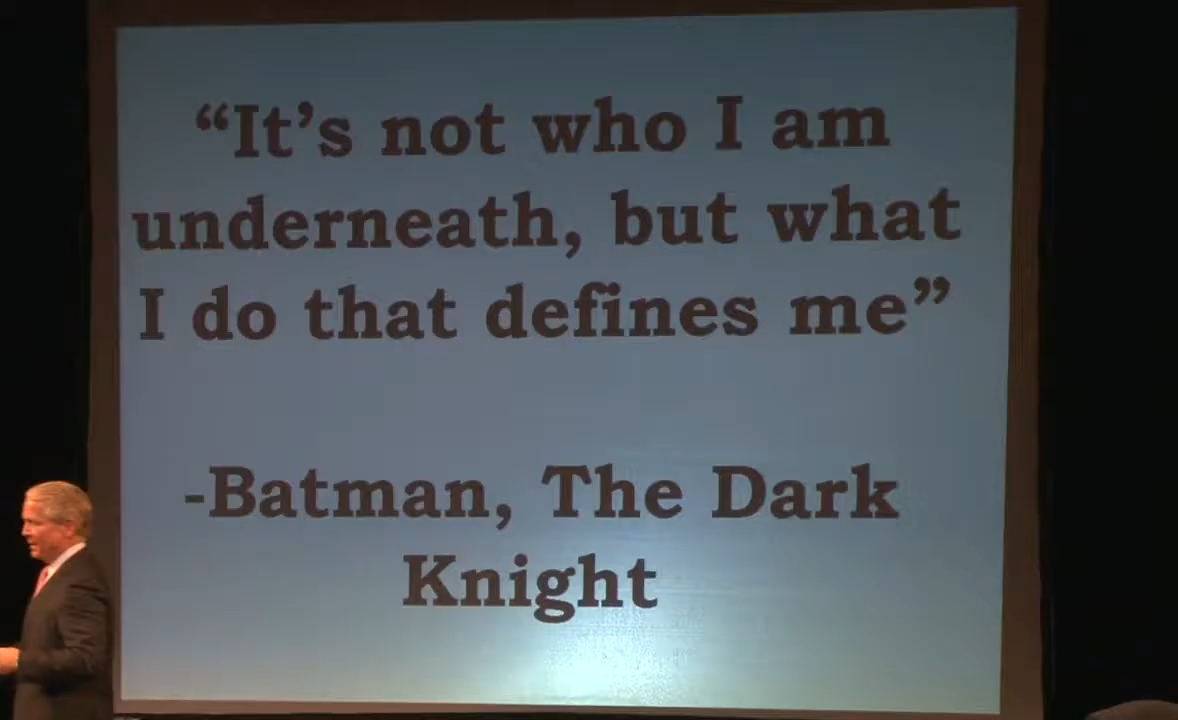 “It’s not who I am
underneath, but what
I do that defines me”
-Batman, The Dark
Knight